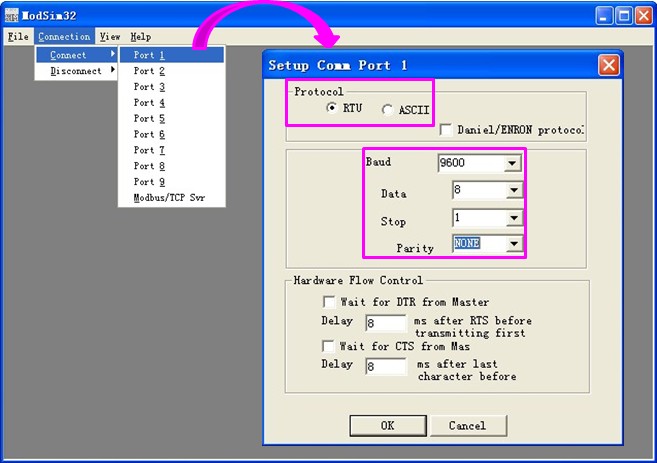 ModSim32
File Connection View Help
Connect
Disconnect
Port 1
Port 2
Port 3
Port 4
Port 5
Port 6
Port 7
Port 8
Port 9
Modbus/TCP Svr
Setup Comm Port 1
Protocol
RTU ASCII
Daniel/ENRON protocol
Baud 9600
Data 8
Stop 1
Parity NONE
Hardware Flow Control
Wait for DTR from Master
Delay 8 ms after RTS before
transmitting first
Wait for CTS from Mas
Delay 8 ms after last
character before
OK Cancel